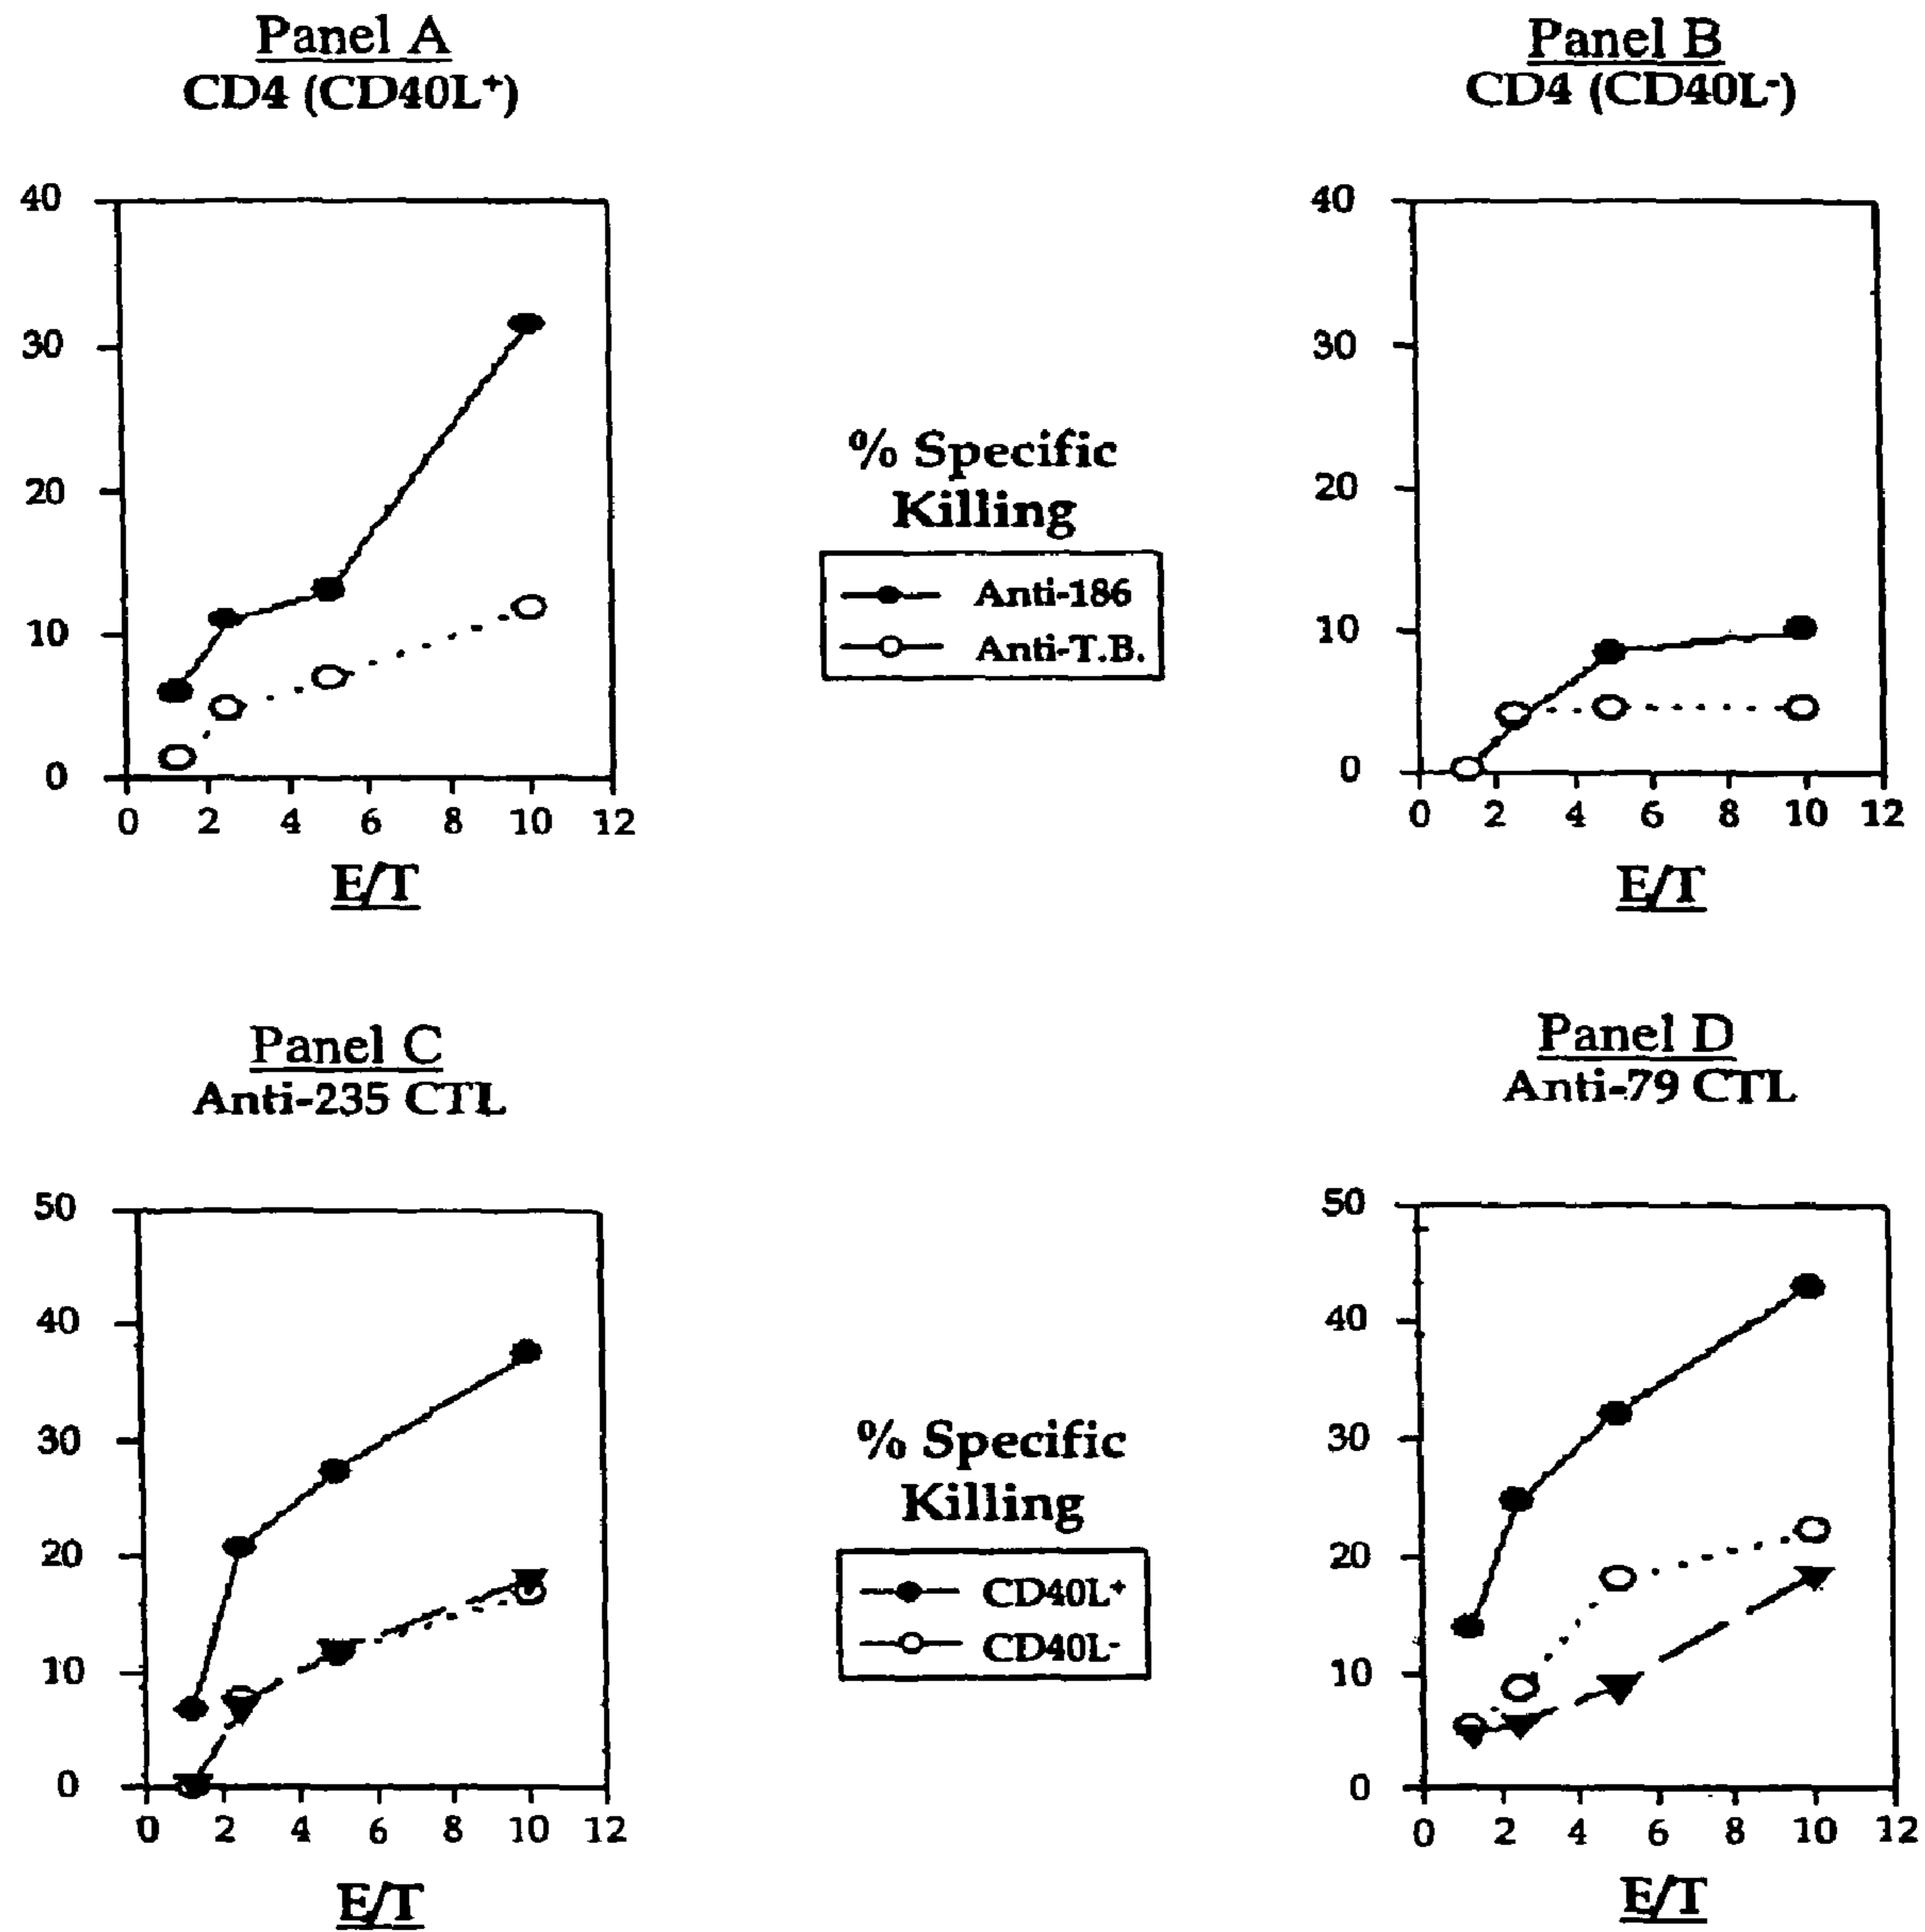 Panel A
CD4 (CD40L⁺)
40
30
20
10
0
0 2 4 6 8 10 12
E/T
% Specific
Killing
Anti-186
Anti-T.B.
Panel B
CD4 (CD40L⁻)
40
30
20
10
0
0 2 4 6 8 10 12
E/T
Panel C
Anti-235 CTL
50
40
30
20
10
0
0 2 4 6 8 10 12
E/T
% Specific
Killing
CD40L⁺
CD40L⁻
Panel D
Anti-79 CTL
50
40
30
20
10
0
0 2 4 6 8 10 12
E/T